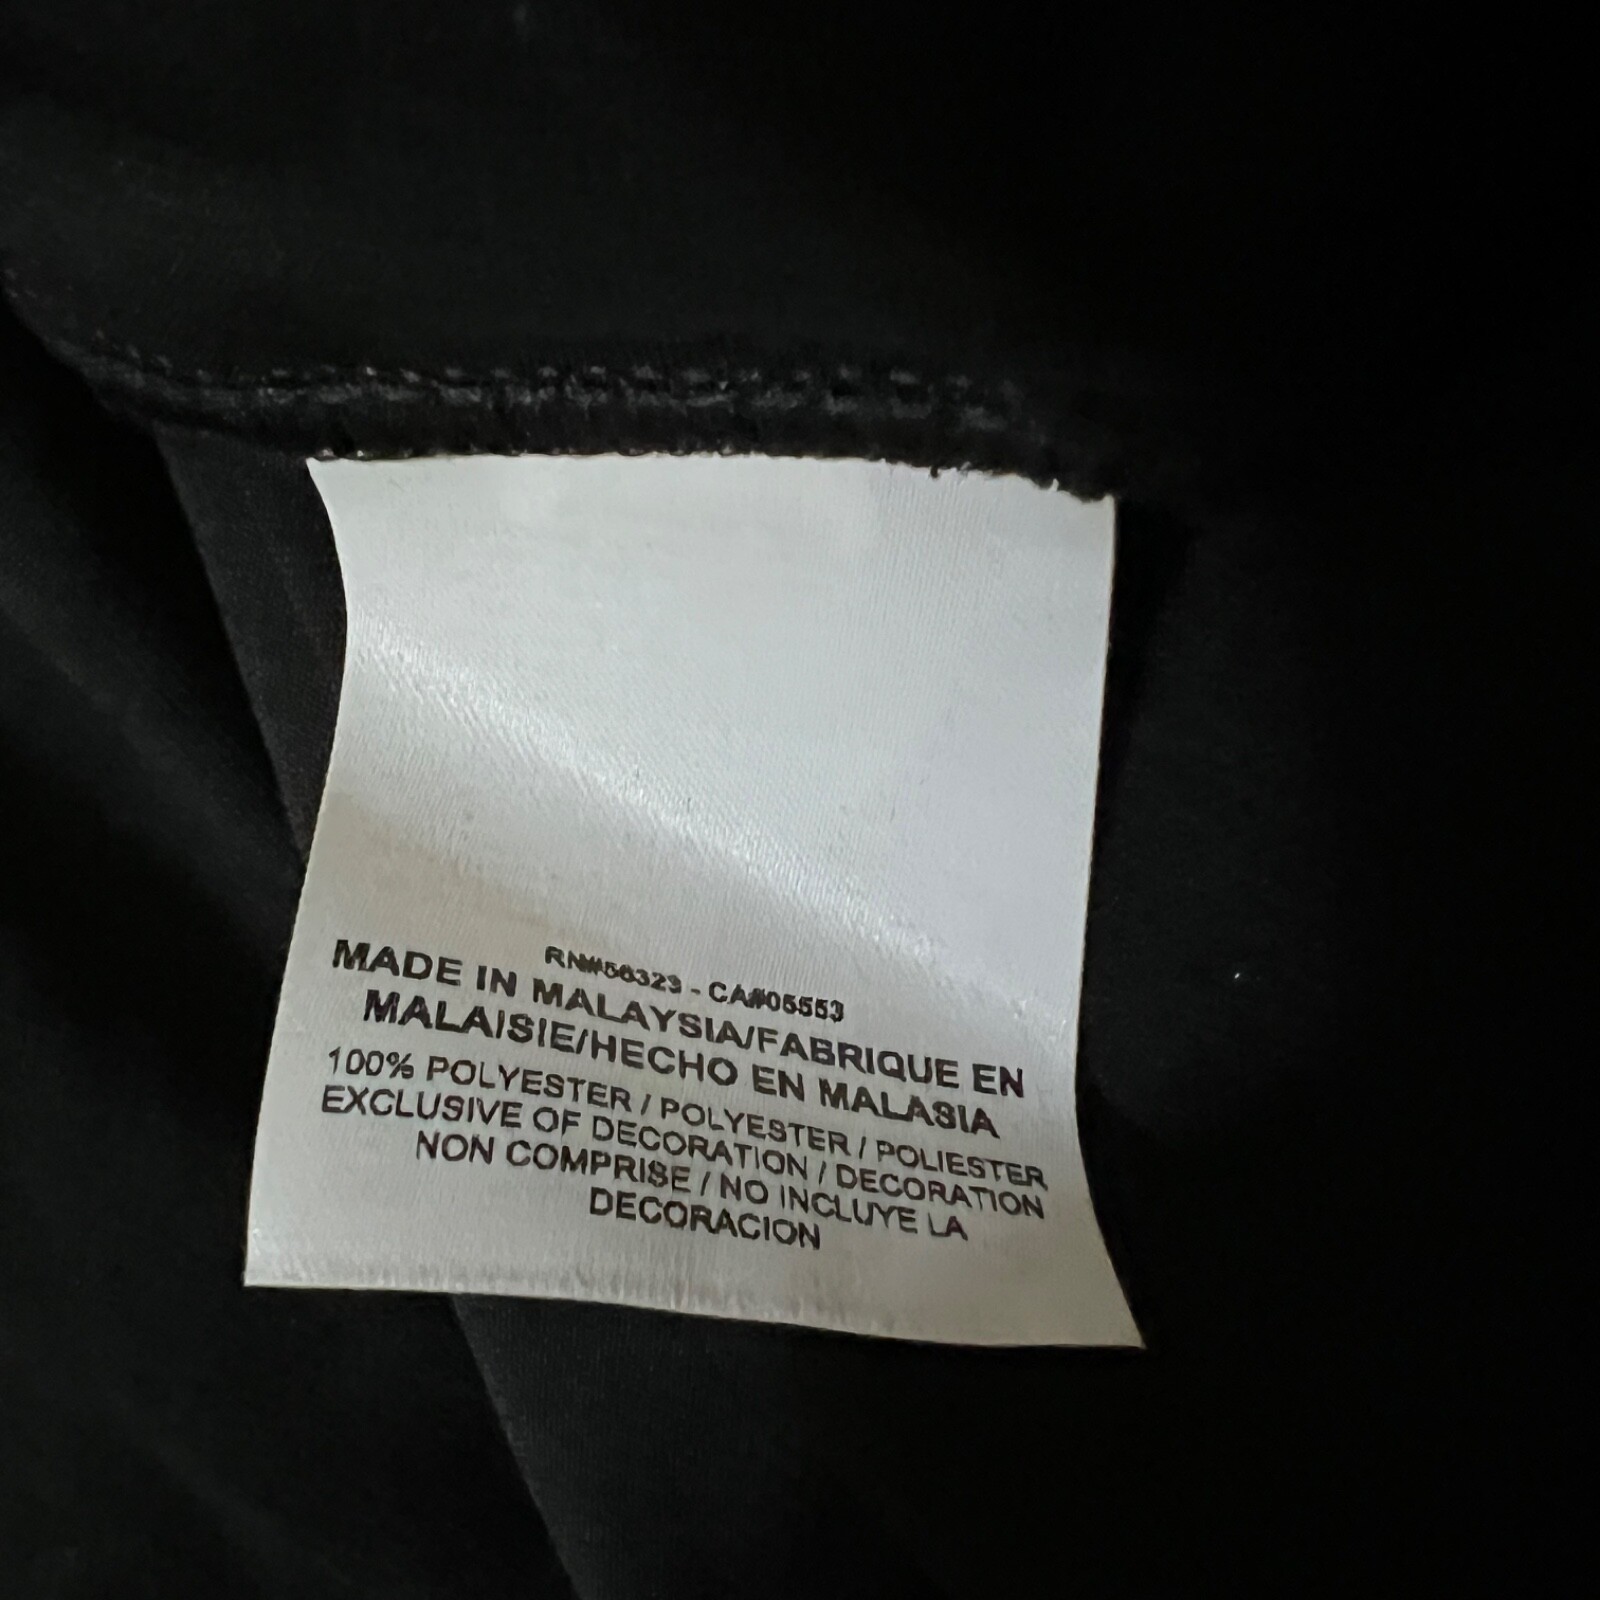 RN#56323 - CA#05553
MADE IN MALAYSIA/FABRIQUE EN
MALAISIE/HECHO EN MALASIA
100% POLYESTER / POLYESTER / POLIESTER
EXCLUSIVE OF DECORATION / DECORATION
NON COMPRISE / NO INCLUYE LA
DECORACION